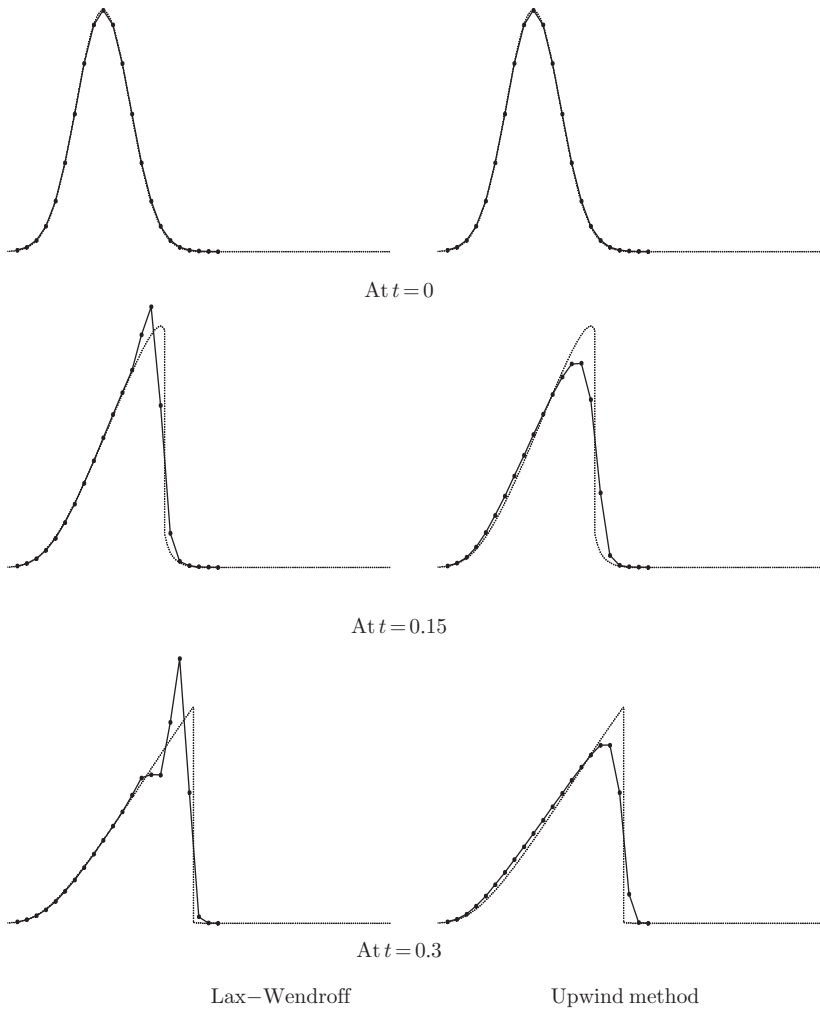 At t = 0
At t = 0.15
At t = 0.3
Lax−Wendroff
Upwind method